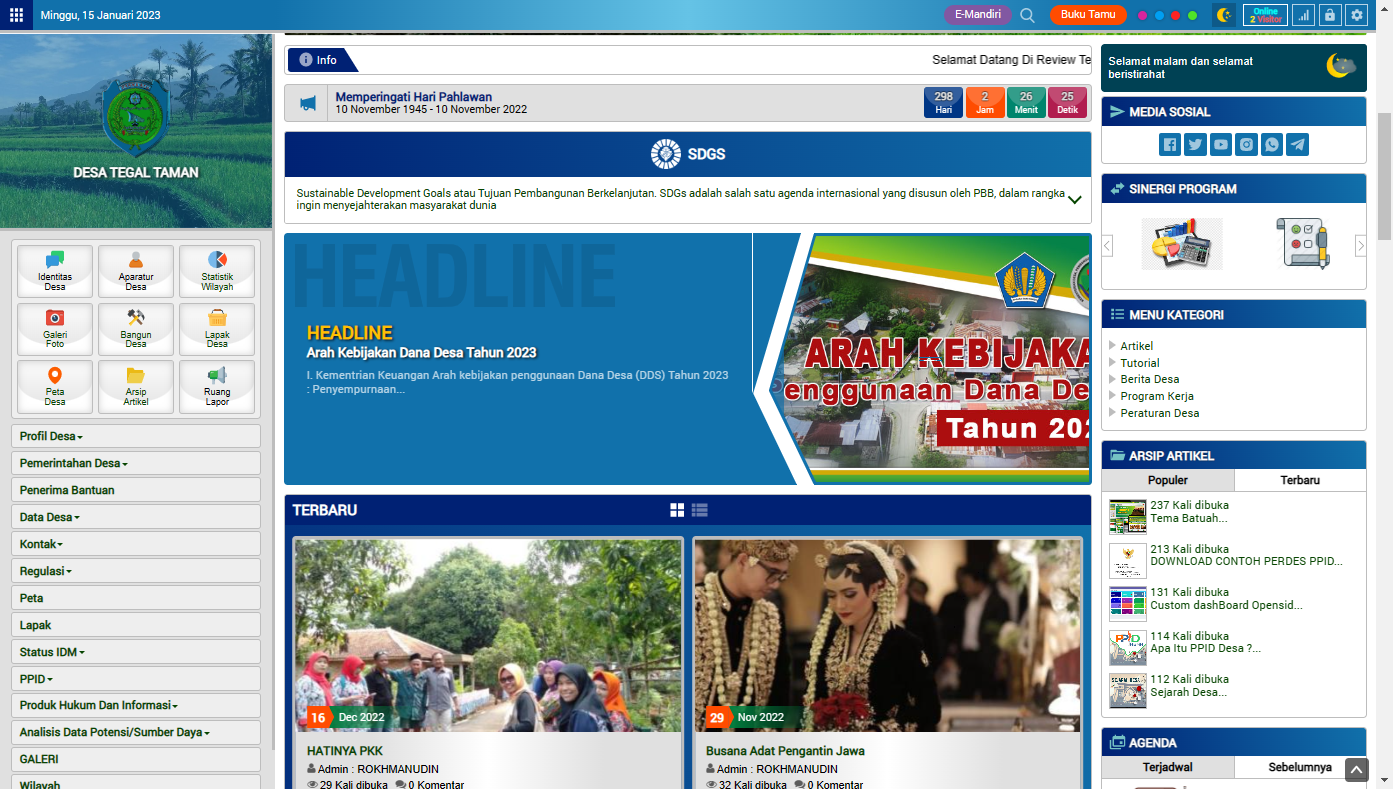 Minggu, 15 Januari 2023
E-Mandiri
Buku Tamu
Online
2 Visitor
DESA TEGAL TAMAN
Identitas
Desa
Aparatur
Desa
Statistik
Wilayah
Galeri
Foto
Bangun
Desa
Lapak
Desa
Peta
Desa
Arsip
Artikel
Ruang
Lapor
Profil Desa
Pemerintahan Desa
Penerima Bantuan
Data Desa
Kontak
Regulasi
Peta
Lapak
Status IDM
PPID
Produk Hukum Dan Informasi
Analisis Data Potensi/Sumber Daya
GALERI
Wilayah
Info
Selamat Datang Di Review Te
Memperingati Hari Pahlawan
10 November 1945 - 10 November 2022
298
Hari
2
Jam
26
Menit
25
Detik
SDGS
Sustainable Development Goals atau Tujuan Pembangunan Berkelanjutan. SDGs adalah salah satu agenda internasional yang disusun oleh PBB, dalam rangka
ingin menyejahterakan masyarakat dunia
HEADLINE
HEADLINE
Arah Kebijakan Dana Desa Tahun 2023
I. Kementrian Keuangan Arah kebijakan penggunaan Dana Desa (DDS) Tahun 2023
: Penyempurnaan...
ARAH KEBIJAKA
Penggunaan Dana De
Tahun 202
TERBARU
16 Dec 2022
HATINYA PKK
Admin : ROKHMANUDIN
29 Kali dibuka 0 Komentar
29 Nov 2022
Busana Adat Pengantin Jawa
Admin : ROKHMANUDIN
32 Kali dibuka 0 Komentar
Selamat malam dan selamat
beristirahat
MEDIA SOSIAL
SINERGI PROGRAM
MENU KATEGORI
Artikel
Tutorial
Berita Desa
Program Kerja
Peraturan Desa
ARSIP ARTIKEL
Populer
Terbaru
237 Kali dibuka
Tema Batuah...
213 Kali dibuka
DOWNLOAD CONTOH PERDES PPID...
131 Kali dibuka
Custom dashBoard Opensid...
114 Kali dibuka
Apa Itu PPID Desa ?...
112 Kali dibuka
Sejarah Desa...
AGENDA
Terjadwal
Sebelumnya